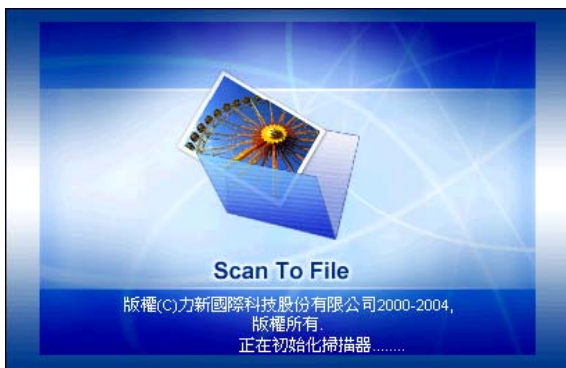 Scan To File
版權(C)力新國際科技股份有限公司2000-2004,
版權所有.
正在初始化掃描器........